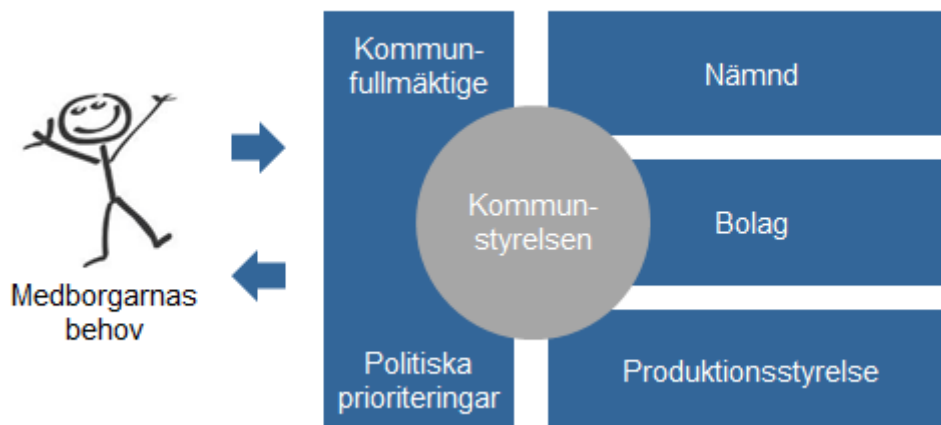 Medborgarnas
behov
Kommun-
fullmäktige
Kommun-
styrelsen
Politiska
prioriteringar
Nämnd
Bolag
Produktionsstyrelse